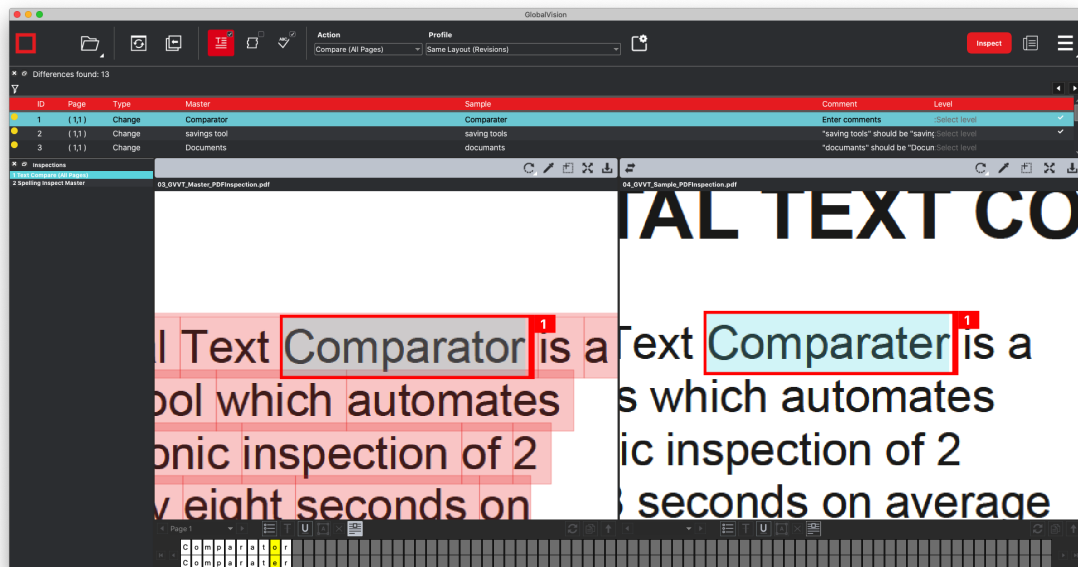 GlobalVision
Action
Profile
Compare (All Pages)
Same Layout (Revisions)
Inspect
ABC
Differences found: 13
ID Page Type Master Sample Comment Level
1 (1,1) Change Comparator Comparater Enter comments :Select level
2 (1,1) Change savings tool saving tools "saving tools" should be "saving Select level
3 (1,1) Change Documents documants "documants" should be "Docun Select level
Inspections
1 Text Compare (All Pages)
2 Spelling Inspect Master
03_GVVT_Master_PDFInspection.pdf
l Text Comparator is a
1
ool which automates
onic inspection of 2
y eight seconds on
04_GVVT_Sample_PDFInspection.pdf
TAL TEXT CO
Text Comparater is a
1
s which automates
ic inspection of 2
seconds on average
Page 1
C o m p a r a t o r
C o m p a r a t e r